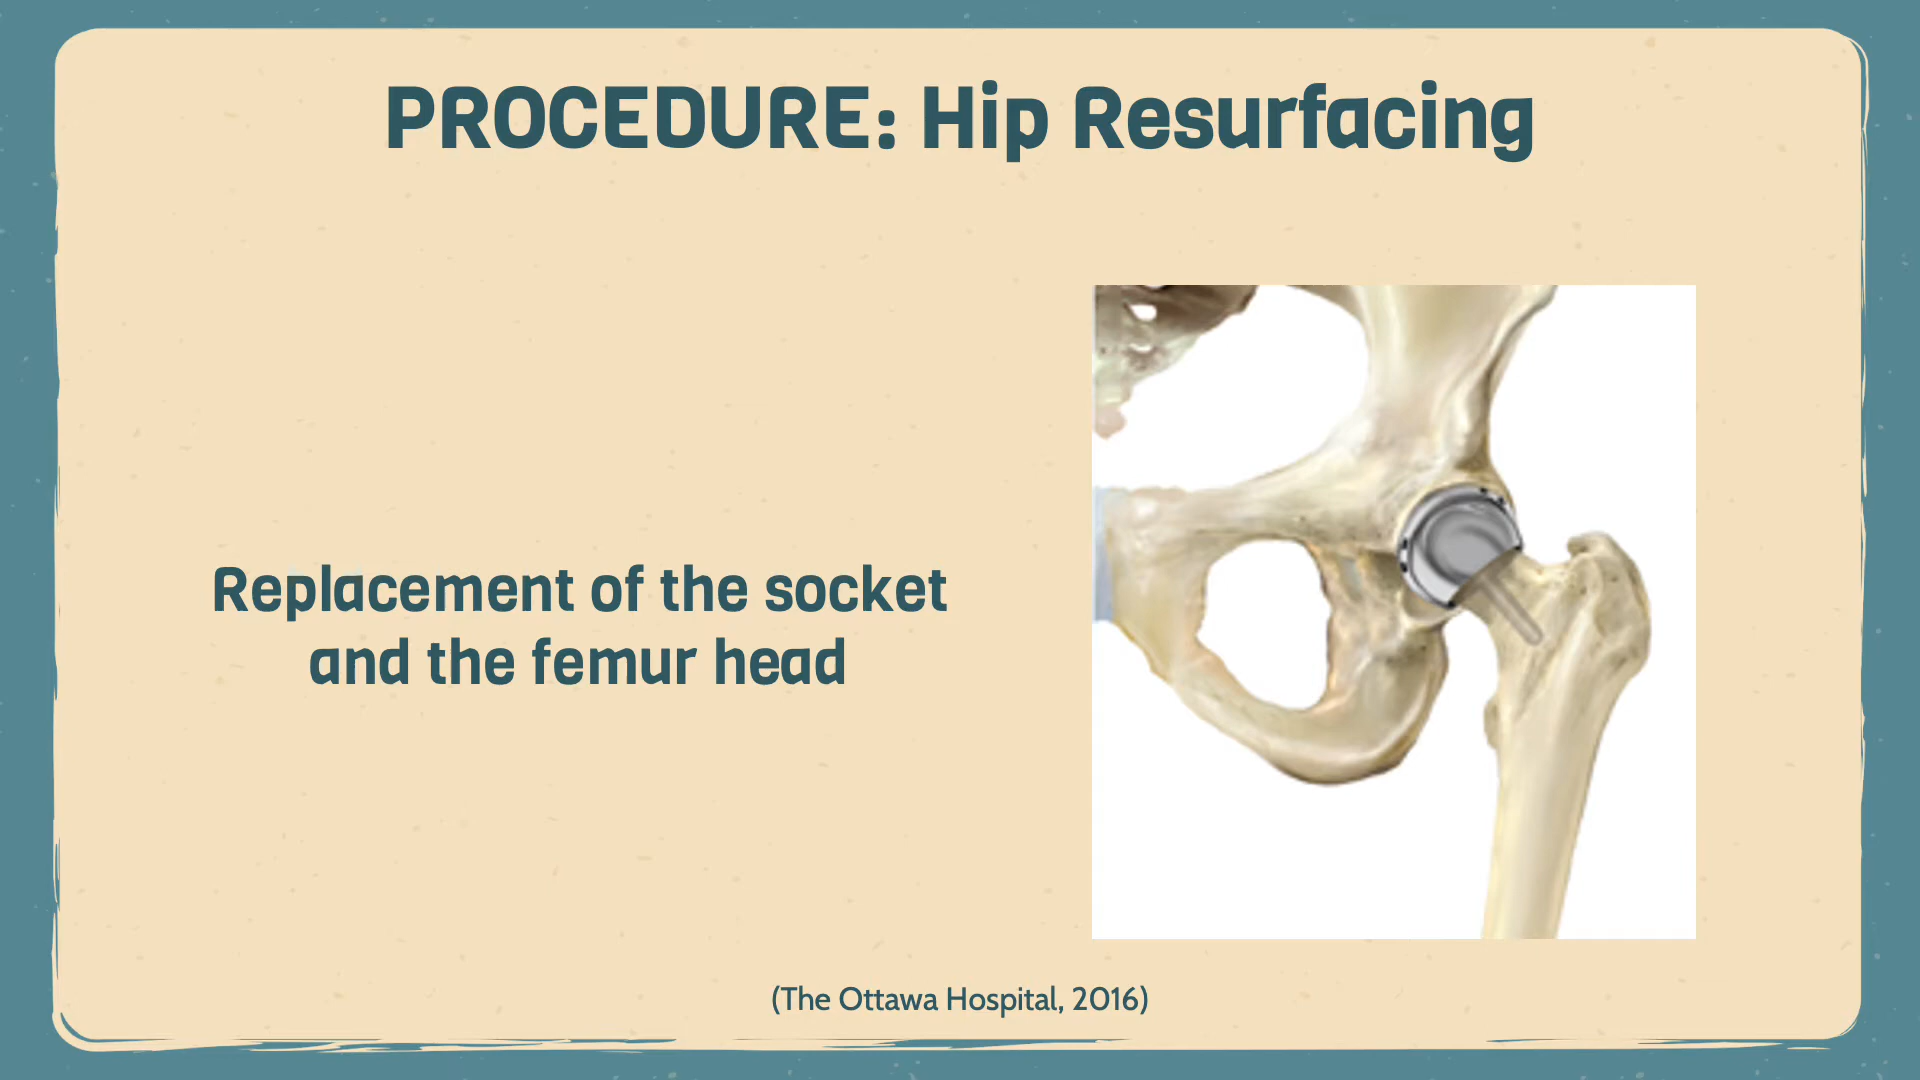 PROCEDURE: Hip Resurfacing
Replacement of the socket
and the femur head
(The Ottawa Hospital, 2016)